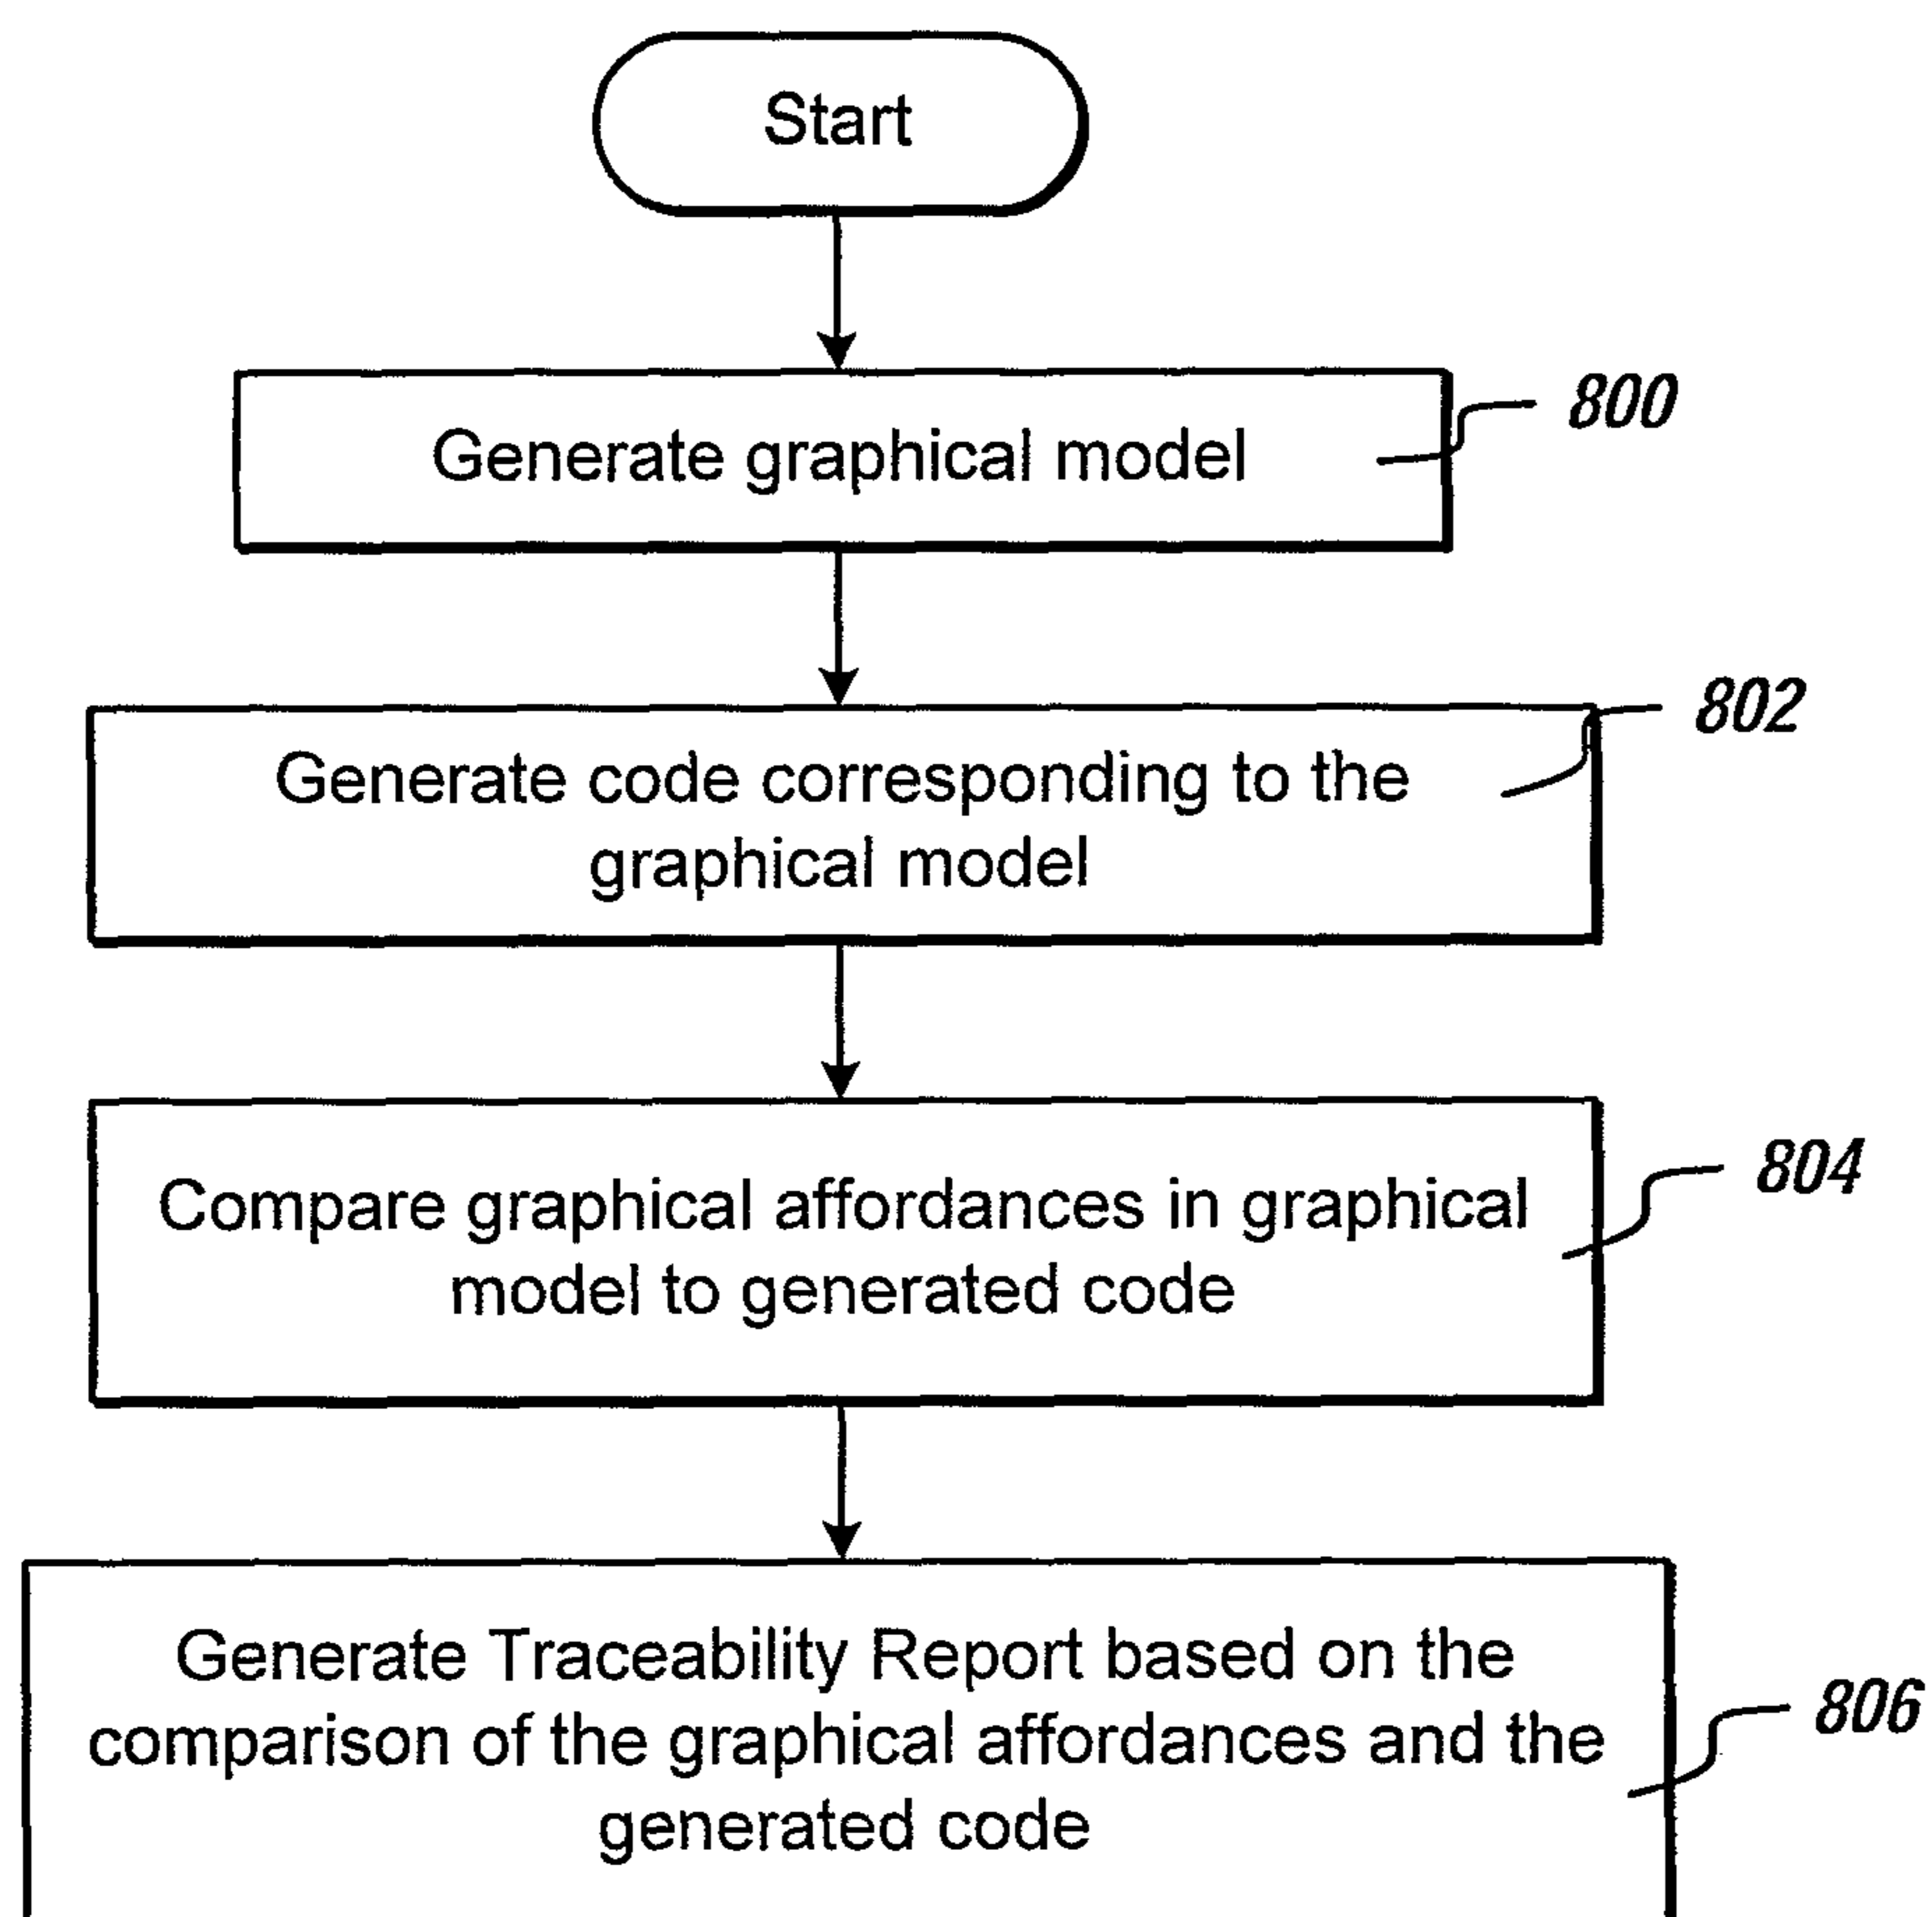 Start
Generate graphical model
800
Generate code corresponding to the
graphical model
802
Compare graphical affordances in graphical
model to generated code
804
Generate Traceability Report based on the
comparison of the graphical affordances and the
generated code
806